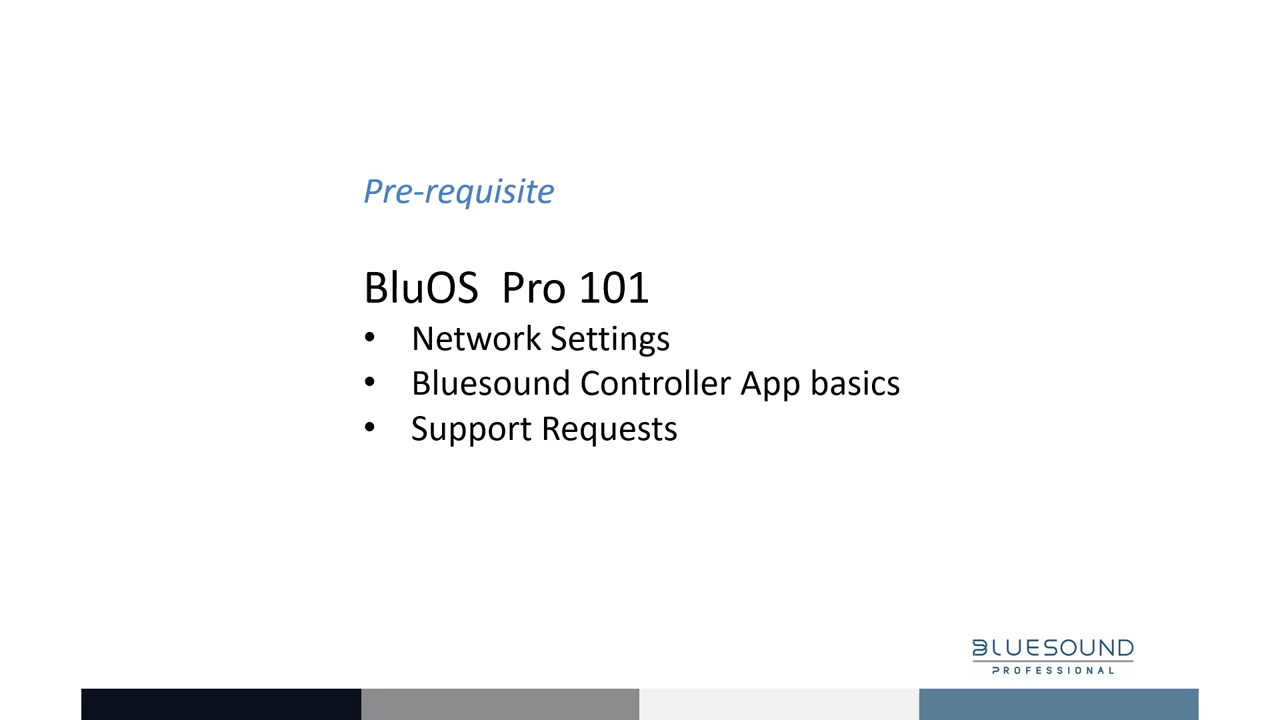 Pre-requisite
BluOS  Pro 101
• Network Settings
• Bluesound Controller App basics
• Support Requests
BLUESOUND
PROFESSIONAL